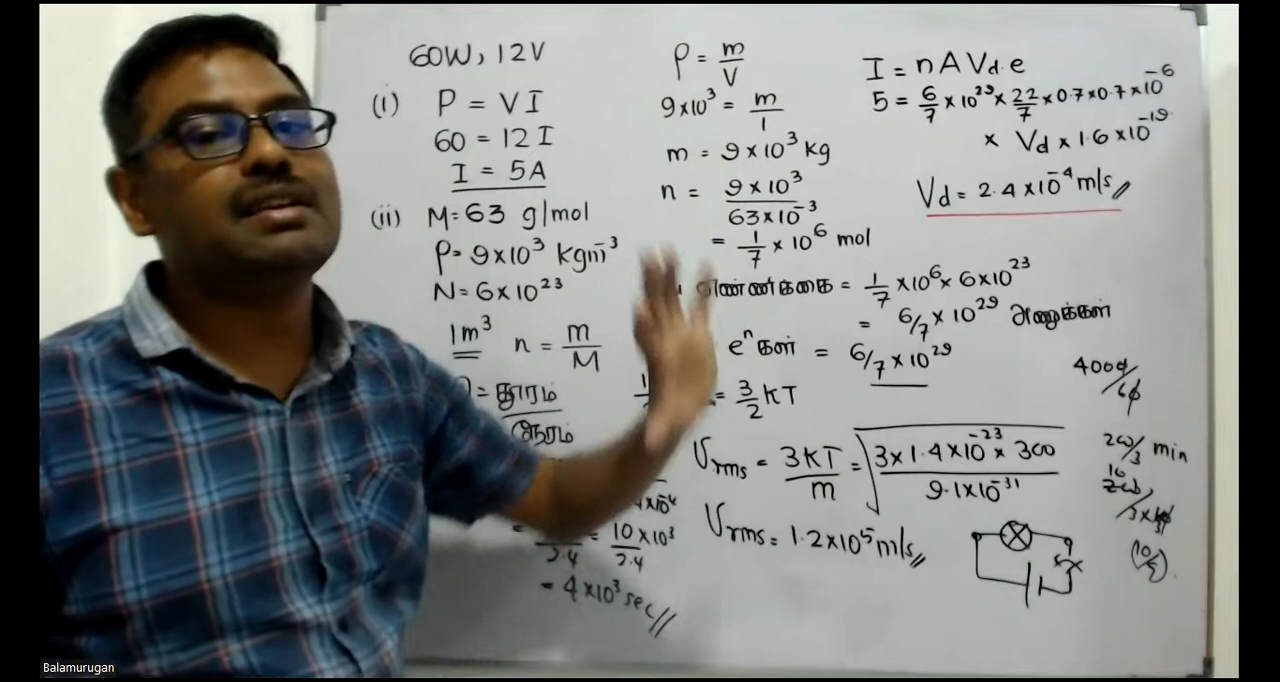 60W, 12V
(i) P = VI
60 = 12 I
I = 5A
(ii) M = 63 g/mol
ρ = 9×10³ kgm⁻³
N = 6×10²³
1m³ n = m/M
= தூரம்
நேரம்
= 10×10³
2.4 2.4
= 4×10³ sec//
ρ = m/V
9×10³ = m/1
m = 9×10³ kg
n = 9×10³
63×10⁻³
= 1/7 × 10⁶ mol
எண்ணிக்கை = 1/7 ×10⁶× 6×10²³
= 6/7 × 10²⁹ அணுக்கள்
eⁿகள் = 6/7 ×10²⁹
= 3/2 KT
Vrms = 3KT/m = √3×1.4×10⁻²³× 300
9.1×10⁻³¹
Vrms = 1.2×10⁵ m/s//
I = nAVd.e
5 = 6/7 × 10²⁹ × 22/7 ×0.7×0.7×10⁻⁶
× Vd ×1.6×10⁻¹⁹
Vd = 2.4×10⁻⁴ m/s//
min
Balamurugan